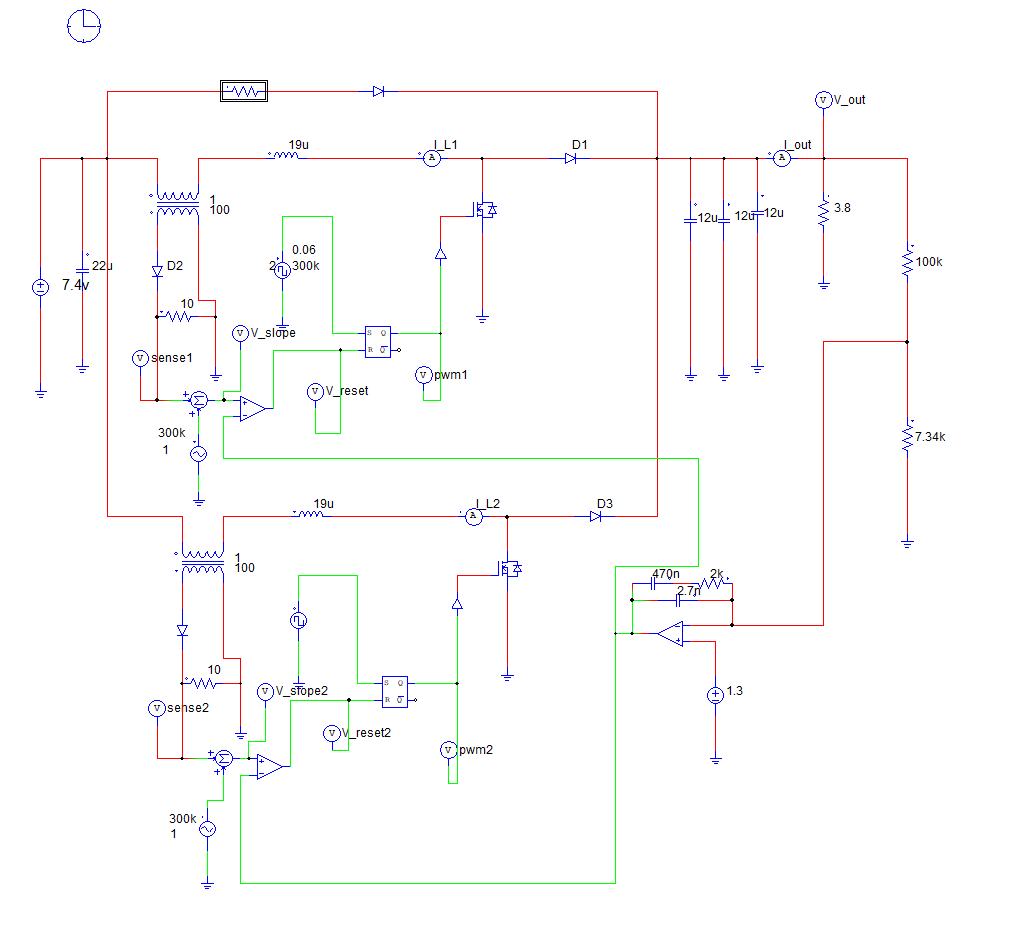 V
V_out
19u
I_L1
A
D1
I_out
A
1
100
12u
12u
12u
3.8
D2
22u
7.4v
0.06
2
300k
100k
10
V
V_slope
S Q
R Q
V
sense1
V
V_reset
V
pwm1
Σ
300k
1
7.34k
19u
I_L2
A
D3
1
100
470n
2k
2.7n
10
V
V_slope2
S Q
R Q
1.3
V
sense2
V
V_reset2
V
pwm2
Σ
300k
1